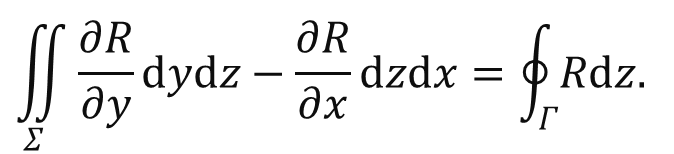 ∬_Σ ∂R/∂y dydz − ∂R/∂x dzdx = ∮_Γ Rdz.